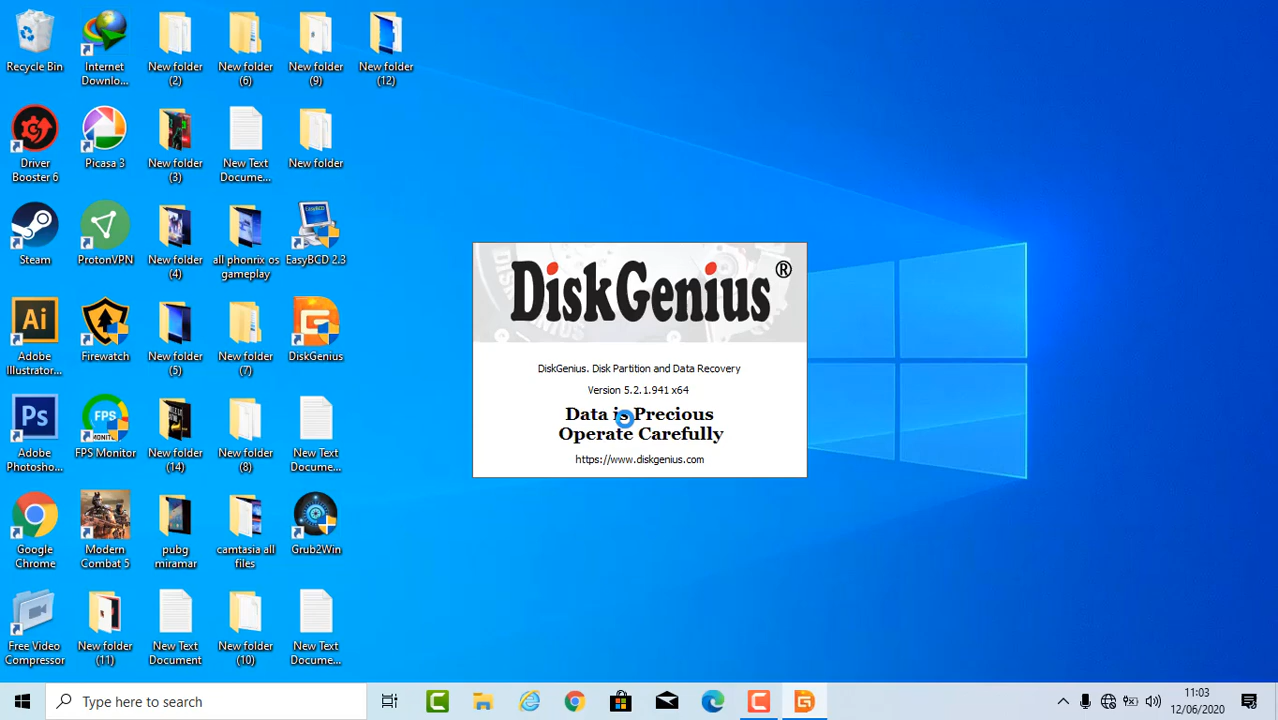 Recycle Bin
Internet
Downlo...
New folder
(2)
New folder
(6)
New folder
(9)
New folder
(12)
Driver
Booster 6
Picasa 3
New folder
(3)
New Text
Docume...
New folder
Steam
ProtonVPN
New folder
(4)
all phonrix os
gameplay
EasyBCD
EasyBCD 2.3
Ai
Adobe
Illustrator...
Firewatch
New folder
(5)
New folder
(7)
DiskGenius
Ps
Adobe
Photosho...
FPS
MONITOR
FPS Monitor
New folder
(14)
New folder
(8)
New Text
Docume...
Google
Chrome
Modern
Combat 5
pubg
miramar
camtasia all
files
Grub2Win
Free Video
Compressor
New folder
(11)
New Text
Document
New folder
(10)
New Text
Docume...
DiskGenius®
DiskGenius. Disk Partition and Data Recovery
Version 5.2.1.941 x64
Data is Precious
Operate Carefully
https://www.diskgenius.com
Type here to search
11:03
12/06/2020